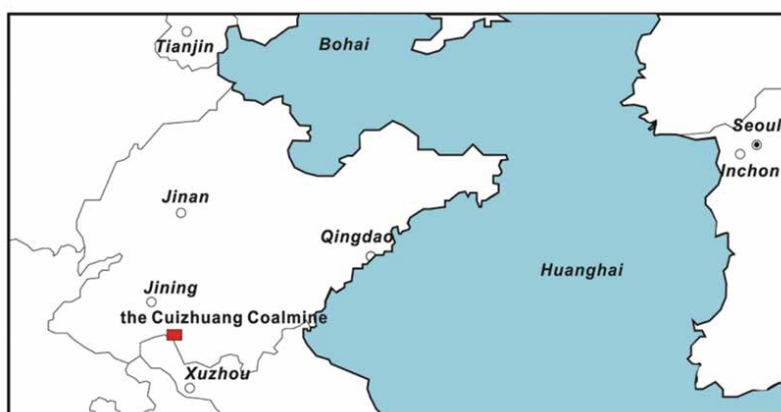 Tianjin
Bohai
Seoul
Inchon
Jinan
Qingdao
Huanghai
Jining
the Cuizhuang Coalmine
Xuzhou